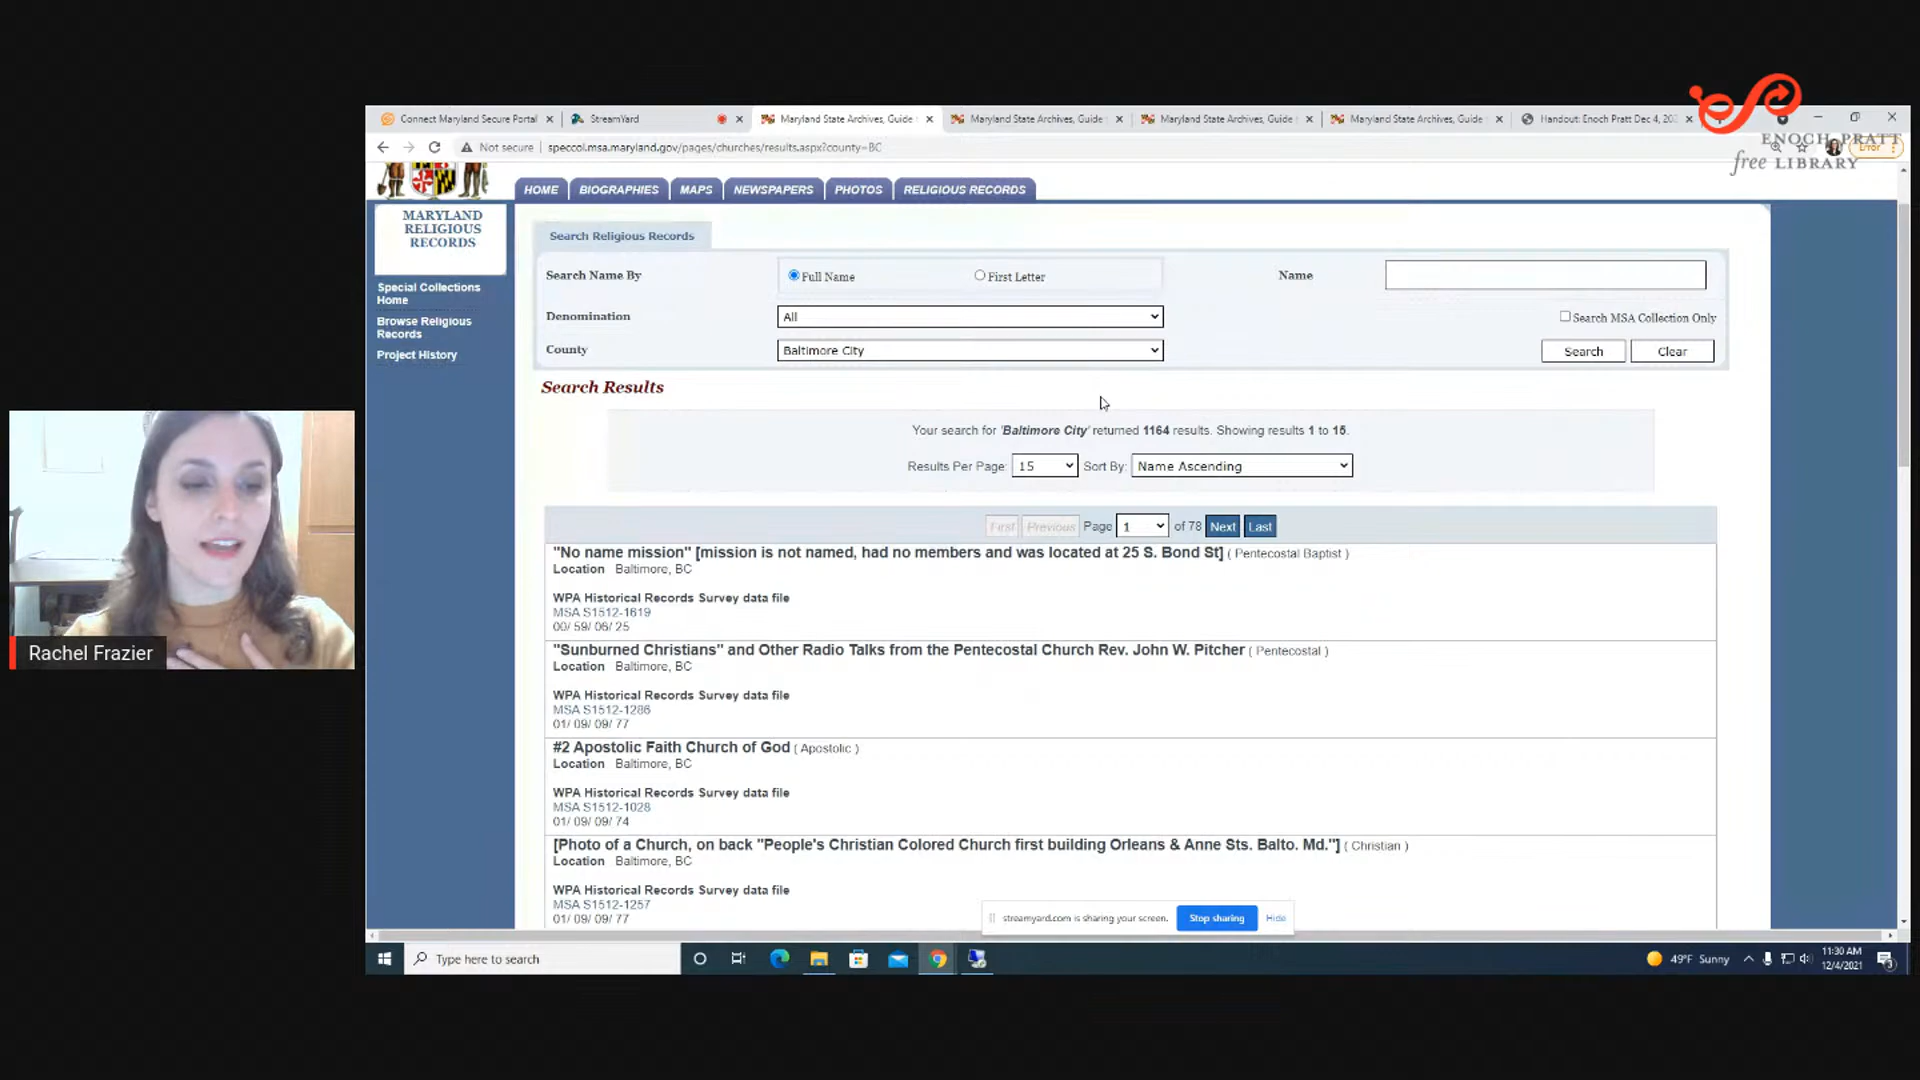 Connect Maryland Secure Portal
StreamYard
Maryland State Archives, Guide
Maryland State Archives, Guide
Maryland State Archives, Guide
Maryland State Archives, Guide
Handout: Enoch Pratt Dec 4, 202
Not secure speccol.msa.maryland.gov/pages/churches/results.aspx?county=BC
ENOCH PRATT
free LIBRARY
Error
HOME BIOGRAPHIES MAPS NEWSPAPERS PHOTOS RELIGIOUS RECORDS
MARYLAND
RELIGIOUS
RECORDS
Special Collections
Home
Browse Religious
Records
Project History
Search Religious Records
Search Name By Full Name First Letter Name
Denomination All Search MSA Collection Only
County Baltimore City Search Clear
Search Results
Your search for 'Baltimore City' returned 1164 results. Showing results 1 to 15.
Results Per Page: 15 Sort By: Name Ascending
First Previous Page 1 of 78 Next Last
"No name mission" [mission is not named, had no members and was located at 25 S. Bond St] ( Pentecostal Baptist )
Location Baltimore, BC
WPA Historical Records Survey data file
MSA S1512-1619
00/ 59/ 06/ 25
"Sunburned Christians" and Other Radio Talks from the Pentecostal Church Rev. John W. Pitcher ( Pentecostal )
Location Baltimore, BC
WPA Historical Records Survey data file
MSA S1512-1286
01/ 09/ 09/ 77
#2 Apostolic Faith Church of God ( Apostolic )
Location Baltimore, BC
WPA Historical Records Survey data file
MSA S1512-1028
01/ 09/ 09/ 74
[Photo of a Church, on back "People's Christian Colored Church first building Orleans & Anne Sts. Balto. Md."] ( Christian )
Location Baltimore, BC
WPA Historical Records Survey data file
MSA S1512-1257
01/ 09/ 09/ 77
streamyard.com is sharing your screen. Stop sharing Hide
Rachel Frazier
Type here to search
49°F Sunny
11:30 AM
12/4/2021
3